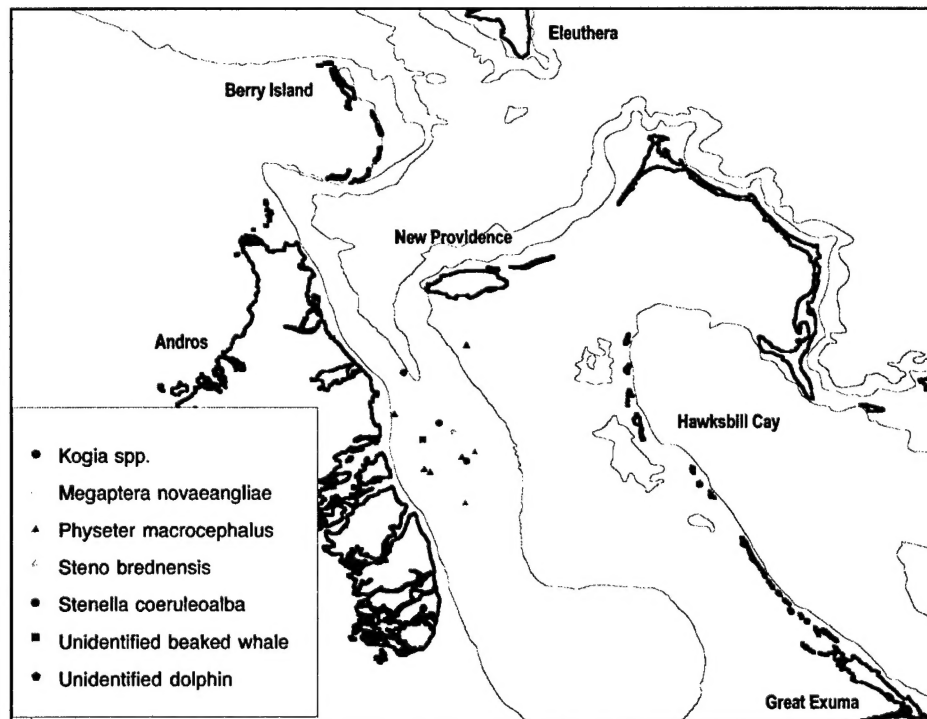 Eleuthera
Berry Island
New Providence
Andros
Hawksbill Cay
Kogia spp.
Megaptera novaeangliae
Physeter macrocephalus
Steno brednensis
Stenella coeruleoalba
Unidentified beaked whale
Unidentified dolphin
Great Exuma